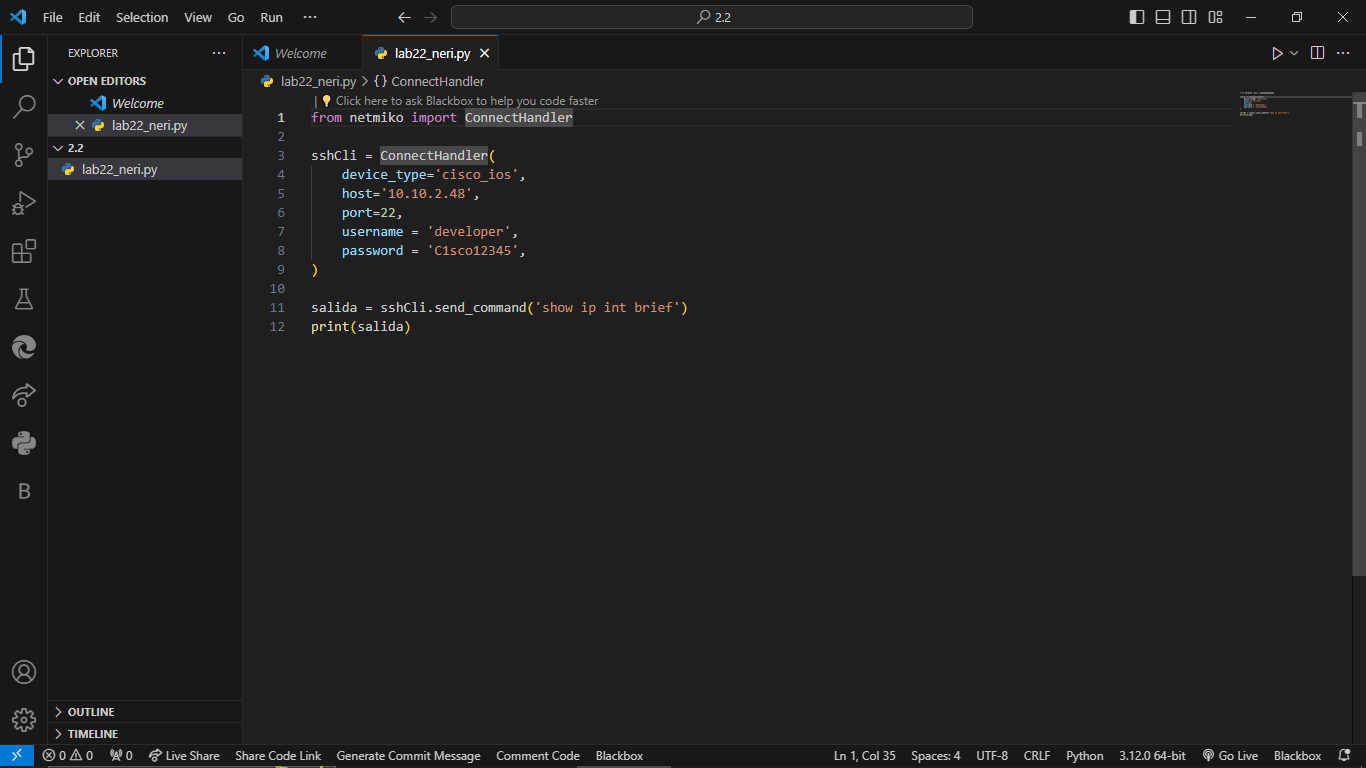 File Edit Selection View Go Run ··· 2.2
EXPLORER ···
OPEN EDITORS
Welcome
lab22_neri.py
2.2
lab22_neri.py
OUTLINE
TIMELINE
Welcome lab22_neri.py
lab22_neri.py > {} ConnectHandler
| Click here to ask Blackbox to help you code faster
1 from netmiko import ConnectHandler
2
3 sshCli = ConnectHandler(
4 device_type='cisco_ios',
5 host='10.10.2.48',
6 port=22,
7 username = 'developer',
8 password = 'C1sco12345',
9 )
10
11 salida = sshCli.send_command('show ip int brief')
12 print(salida)
0 0 0 Live Share Share Code Link Generate Commit Message Comment Code Blackbox Ln 1, Col 35 Spaces: 4 UTF-8 CRLF Python 3.12.0 64-bit Go Live Blackbox